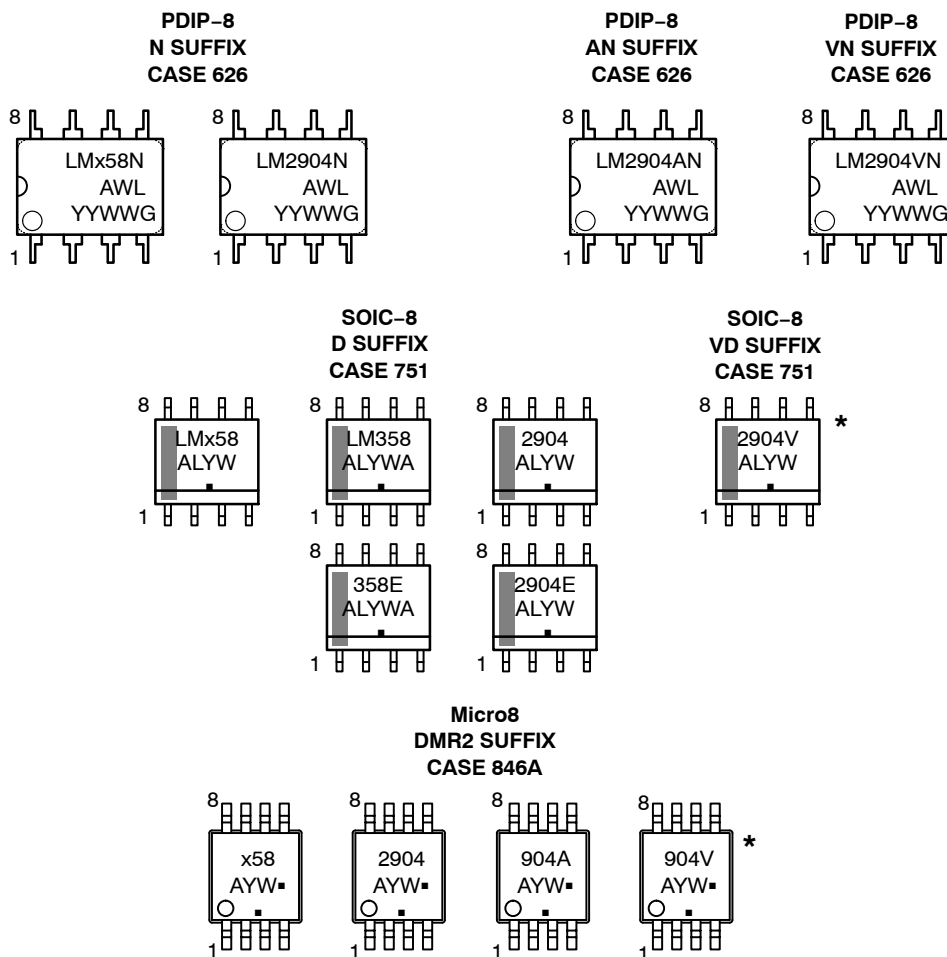 PDIP−8
N SUFFIX
CASE 626
PDIP−8
AN SUFFIX
CASE 626
PDIP−8
VN SUFFIX
CASE 626
8
LMx58N
AWL
YYWWG
1
8
LM2904N
AWL
YYWWG
1
8
LM2904AN
AWL
YYWWG
1
8
LM2904VN
AWL
YYWWG
1
SOIC−8
D SUFFIX
CASE 751
SOIC−8
VD SUFFIX
CASE 751
8
LMx58
ALYW
1
8
LM358
ALYWA
1
8
2904
ALYW
1
8
2904V
ALYW
1
*
8
358E
ALYWA
1
8
2904E
ALYW
1
Micro8
DMR2 SUFFIX
CASE 846A
8
x58
AYW▪
1
8
2904
AYW▪
1
8
904A
AYW▪
1
8
904V
AYW▪
1
*